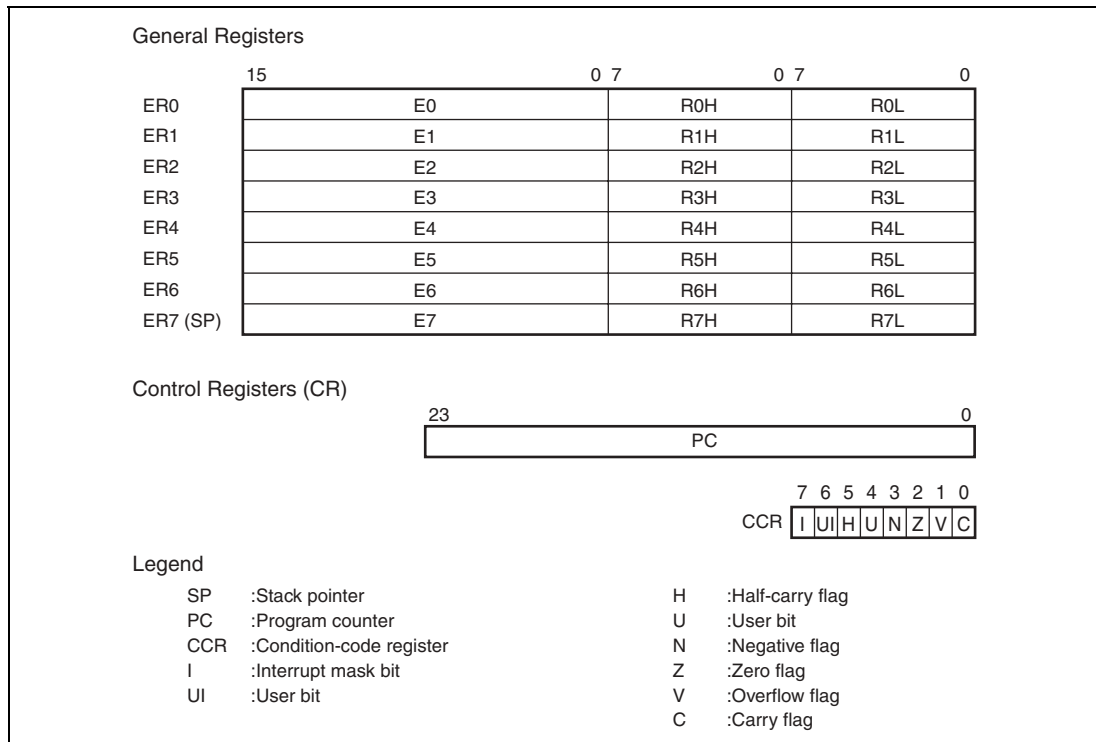 General Registers
15 0 7 0 7 0
ER0 E0 R0H R0L
ER1 E1 R1H R1L
ER2 E2 R2H R2L
ER3 E3 R3H R3L
ER4 E4 R4H R4L
ER5 E5 R5H R5L
ER6 E6 R6H R6L
ER7 (SP) E7 R7H R7L
Control Registers (CR)
23 0
PC
7 6 5 4 3 2 1 0
CCR I UI H U N Z V C
Legend
SP :Stack pointer
PC :Program counter
CCR :Condition-code register
I :Interrupt mask bit
UI :User bit
H :Half-carry flag
U :User bit
N :Negative flag
Z :Zero flag
V :Overflow flag
C :Carry flag